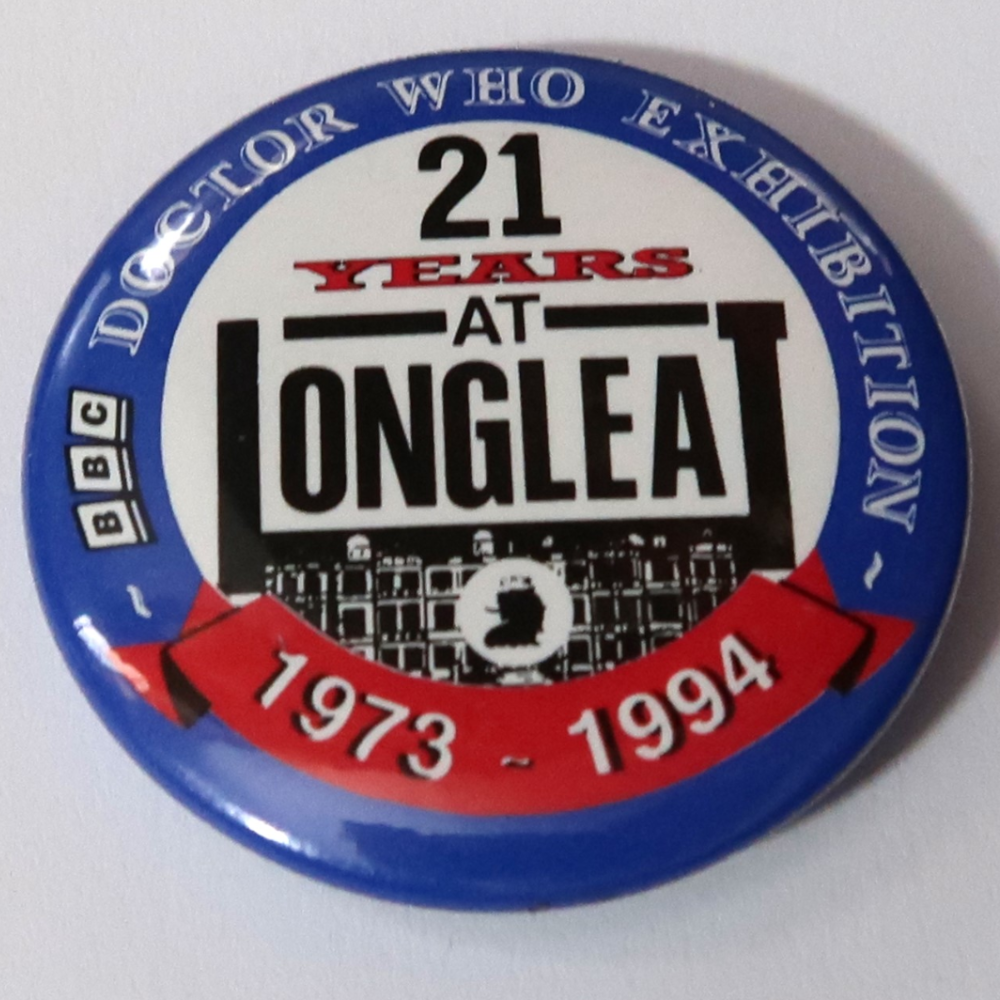 BBC DOCTOR WHO EXHIBITION
21
YEARS
AT
LONGLEAT
1973 ~ 1994